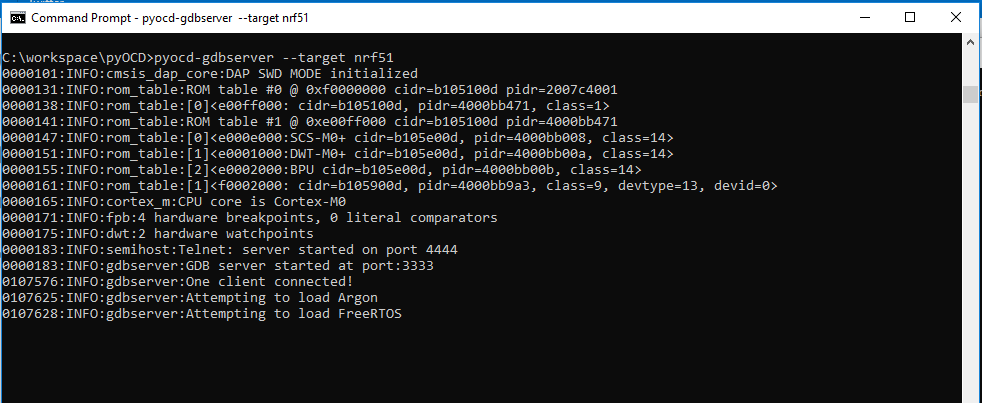 Command Prompt - pyocd-gdbserver --target nrf51
C:\workspace\pyOCD>pyocd-gdbserver --target nrf51
0000101:INFO:cmsis_dap_core:DAP SWD MODE initialized
0000131:INFO:rom_table:ROM table #0 @ 0xf0000000 cidr=b105100d pidr=2007c4001
0000138:INFO:rom_table:[0]<e00ff000: cidr=b105100d, pidr=4000bb471, class=1>
0000141:INFO:rom_table:ROM table #1 @ 0xe00ff000 cidr=b105100d pidr=4000bb471
0000147:INFO:rom_table:[0]<e000e000:SCS-M0+ cidr=b105e00d, pidr=4000bb008, class=14>
0000151:INFO:rom_table:[1]<e0001000:DWT-M0+ cidr=b105e00d, pidr=4000bb00a, class=14>
0000155:INFO:rom_table:[2]<e0002000:BPU cidr=b105e00d, pidr=4000bb00b, class=14>
0000161:INFO:rom_table:[1]<f0002000: cidr=b105900d, pidr=4000bb9a3, class=9, devtype=13, devid=0>
0000165:INFO:cortex_m:CPU core is Cortex-M0
0000171:INFO:fpb:4 hardware breakpoints, 0 literal comparators
0000175:INFO:dwt:2 hardware watchpoints
0000183:INFO:semihost:Telnet: server started on port 4444
0000183:INFO:gdbserver:GDB server started at port:3333
0107576:INFO:gdbserver:One client connected!
0107625:INFO:gdbserver:Attempting to load Argon
0107628:INFO:gdbserver:Attempting to load FreeRTOS